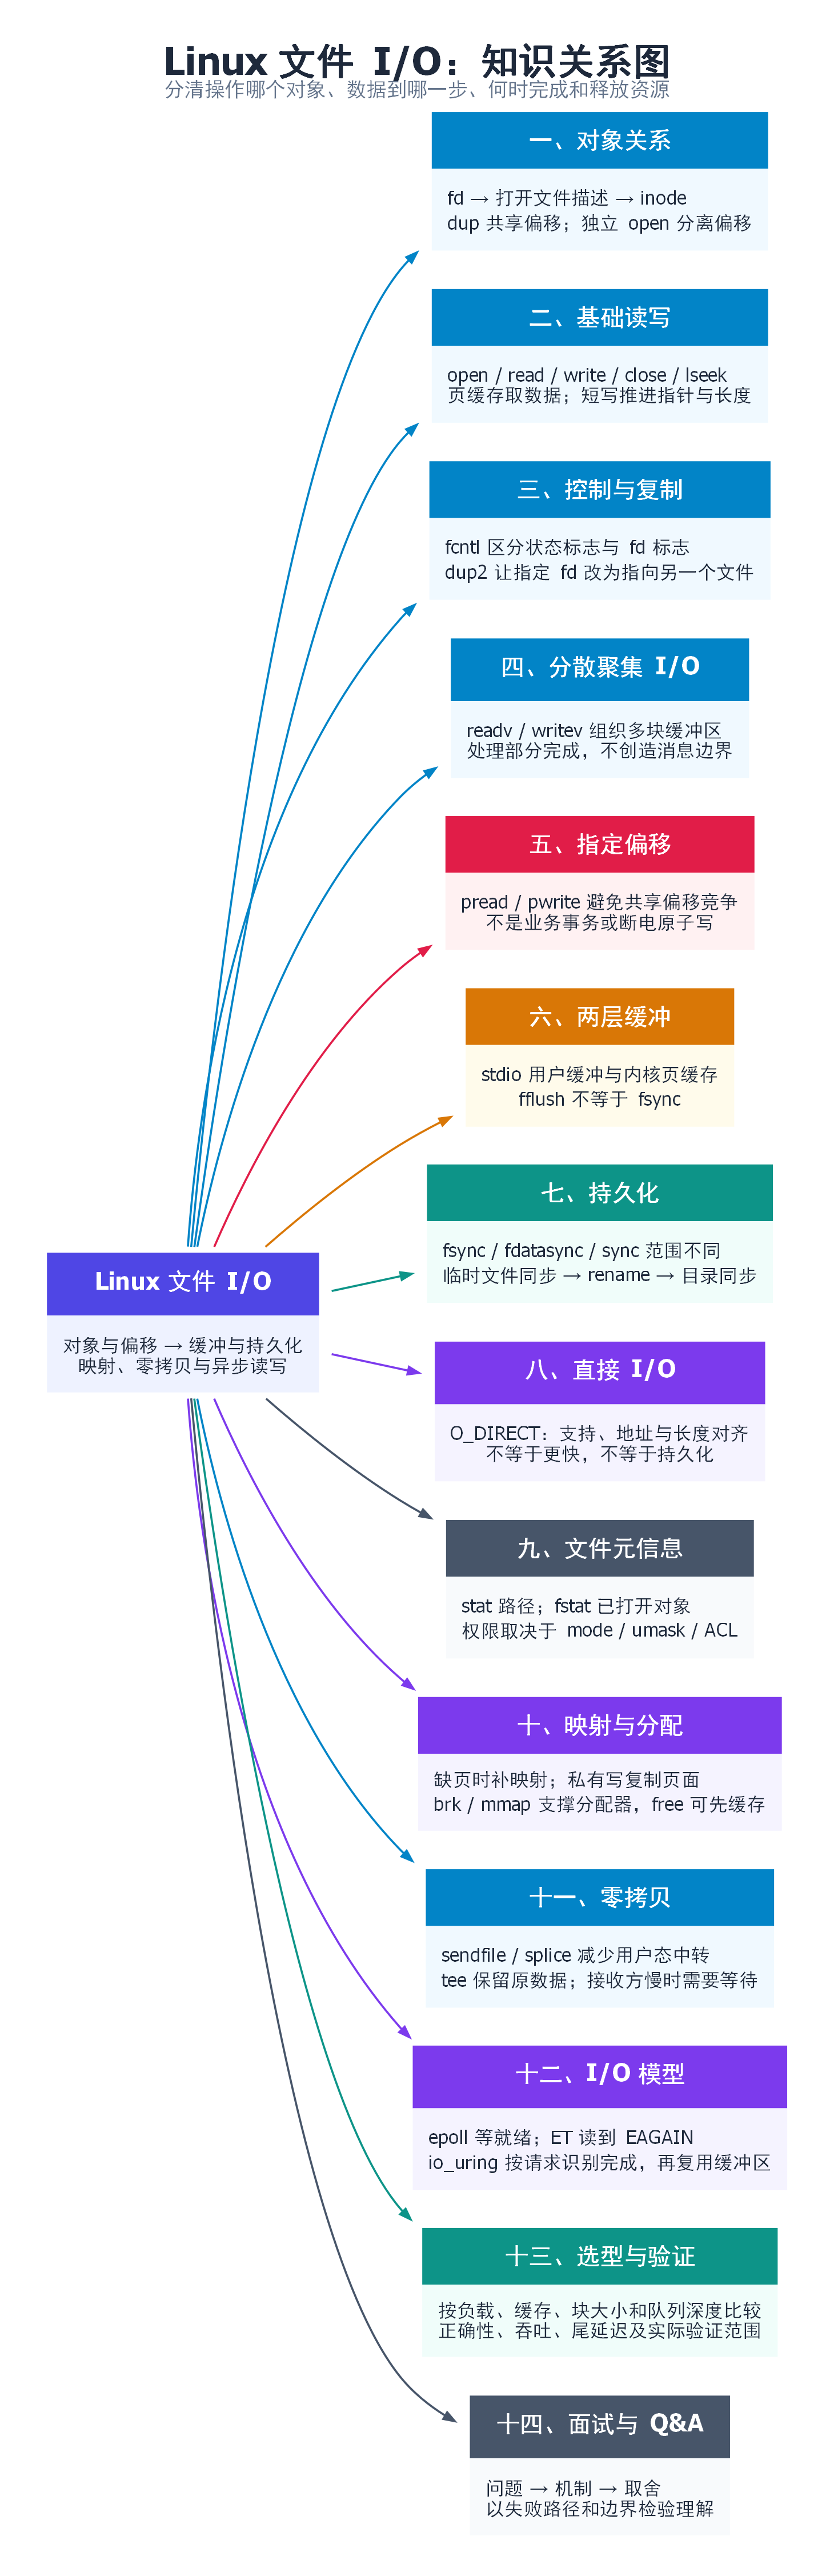 Linux 文件 I/O：知识关系图
分清操作哪个对象、数据到哪一步、何时完成和释放资源
一、对象关系
fd → 打开文件描述 → inode
dup 共享偏移；独立 open 分离偏移
二、基础读写
open / read / write / close / lseek
页缓存取数据；短写推进指针与长度
三、控制与复制
fcntl 区分状态标志与 fd 标志
dup2 让指定 fd 改为指向另一个文件
四、分散聚集 I/O
readv / writev 组织多块缓冲区
处理部分完成，不创造消息边界
五、指定偏移
pread / pwrite 避免共享偏移竞争
不是业务事务或断电原子写
六、两层缓冲
stdio 用户缓冲与内核页缓存
fflush 不等于 fsync
七、持久化
fsync / fdatasync / sync 范围不同
临时文件同步 → rename → 目录同步
Linux 文件 I/O
对象与偏移 → 缓冲与持久化
映射、零拷贝与异步读写
八、直接 I/O
O_DIRECT：支持、地址与长度对齐
不等于更快，不等于持久化
九、文件元信息
stat 路径；fstat 已打开对象
权限取决于 mode / umask / ACL
十、映射与分配
缺页时补映射；私有写复制页面
brk / mmap 支撑分配器，free 可先缓存
十一、零拷贝
sendfile / splice 减少用户态中转
tee 保留原数据；接收方慢时需要等待
十二、I/O 模型
epoll 等就绪；ET 读到 EAGAIN
io_uring 按请求识别完成，再复用缓冲区
十三、选型与验证
按负载、缓存、块大小和队列深度比较
正确性、吞吐、尾延迟及实际验证范围
十四、面试与 Q&A
问题 → 机制 → 取舍
以失败路径和边界检验理解